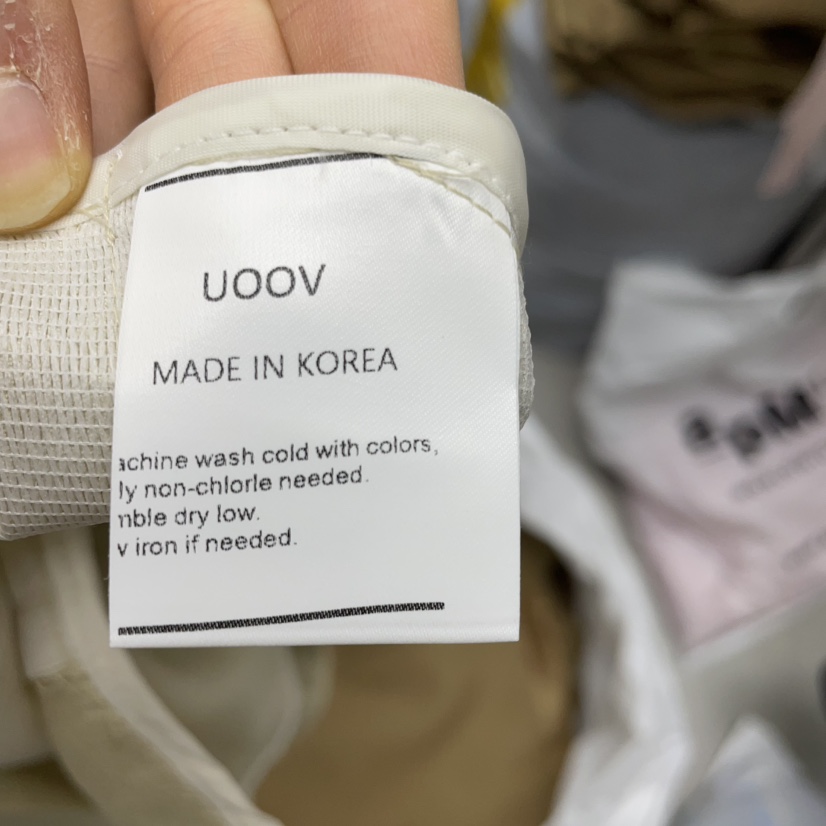 UOOV
MADE IN KOREA
achine wash cold with colors,
ly non-chlorle needed.
mble dry low.
v iron if needed.